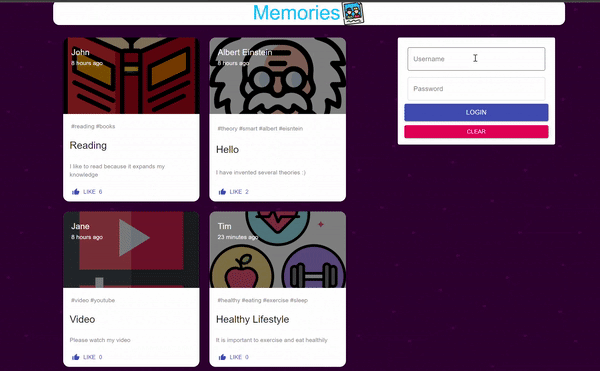 Memories
John
8 hours ago
#reading #books
Reading
I like to read because it expands my
knowledge
LIKE 6
Albert Einstein
8 hours ago
#theory #smart #albert #eisntein
Hello
I have invented several theories :)
LIKE 2
Username
Password
LOGIN
CLEAR
Jane
8 hours ago
#video #youtube
Video
Please watch my video
LIKE 0
Tim
23 minutes ago
#healthy #eating #exercise #sleep
Healthy Lifestyle
It is important to exercise and eat healthily
LIKE 0